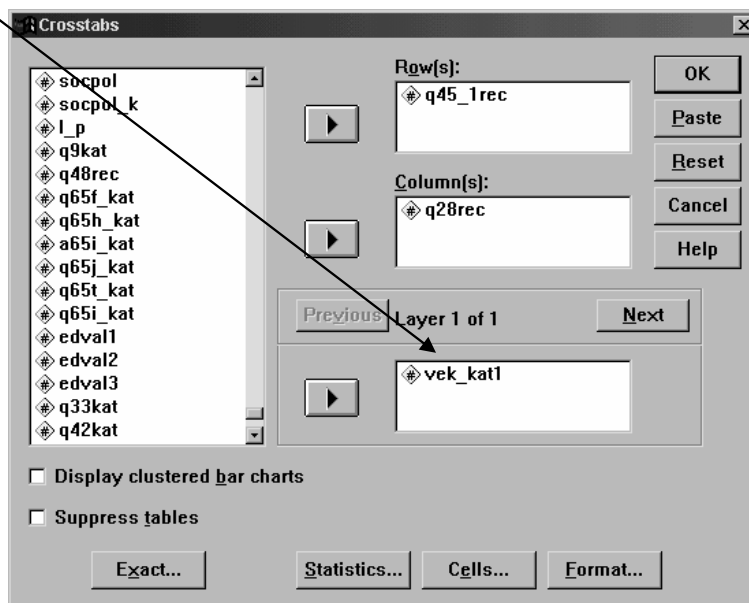 Crosstabs
socpol
socpol_k
l_p
q9kat
q48rec
q65f_kat
q65h_kat
a65i_kat
q65j_kat
q65t_kat
q65i_kat
edval1
edval2
edval3
q33kat
q42kat
Row(s):
q45_1rec
Column(s):
q28rec
Previous Layer 1 of 1 Next
vek_kat1
OK
Paste
Reset
Cancel
Help
Display clustered bar charts
Suppress tables
Exact... Statistics... Cells... Format...